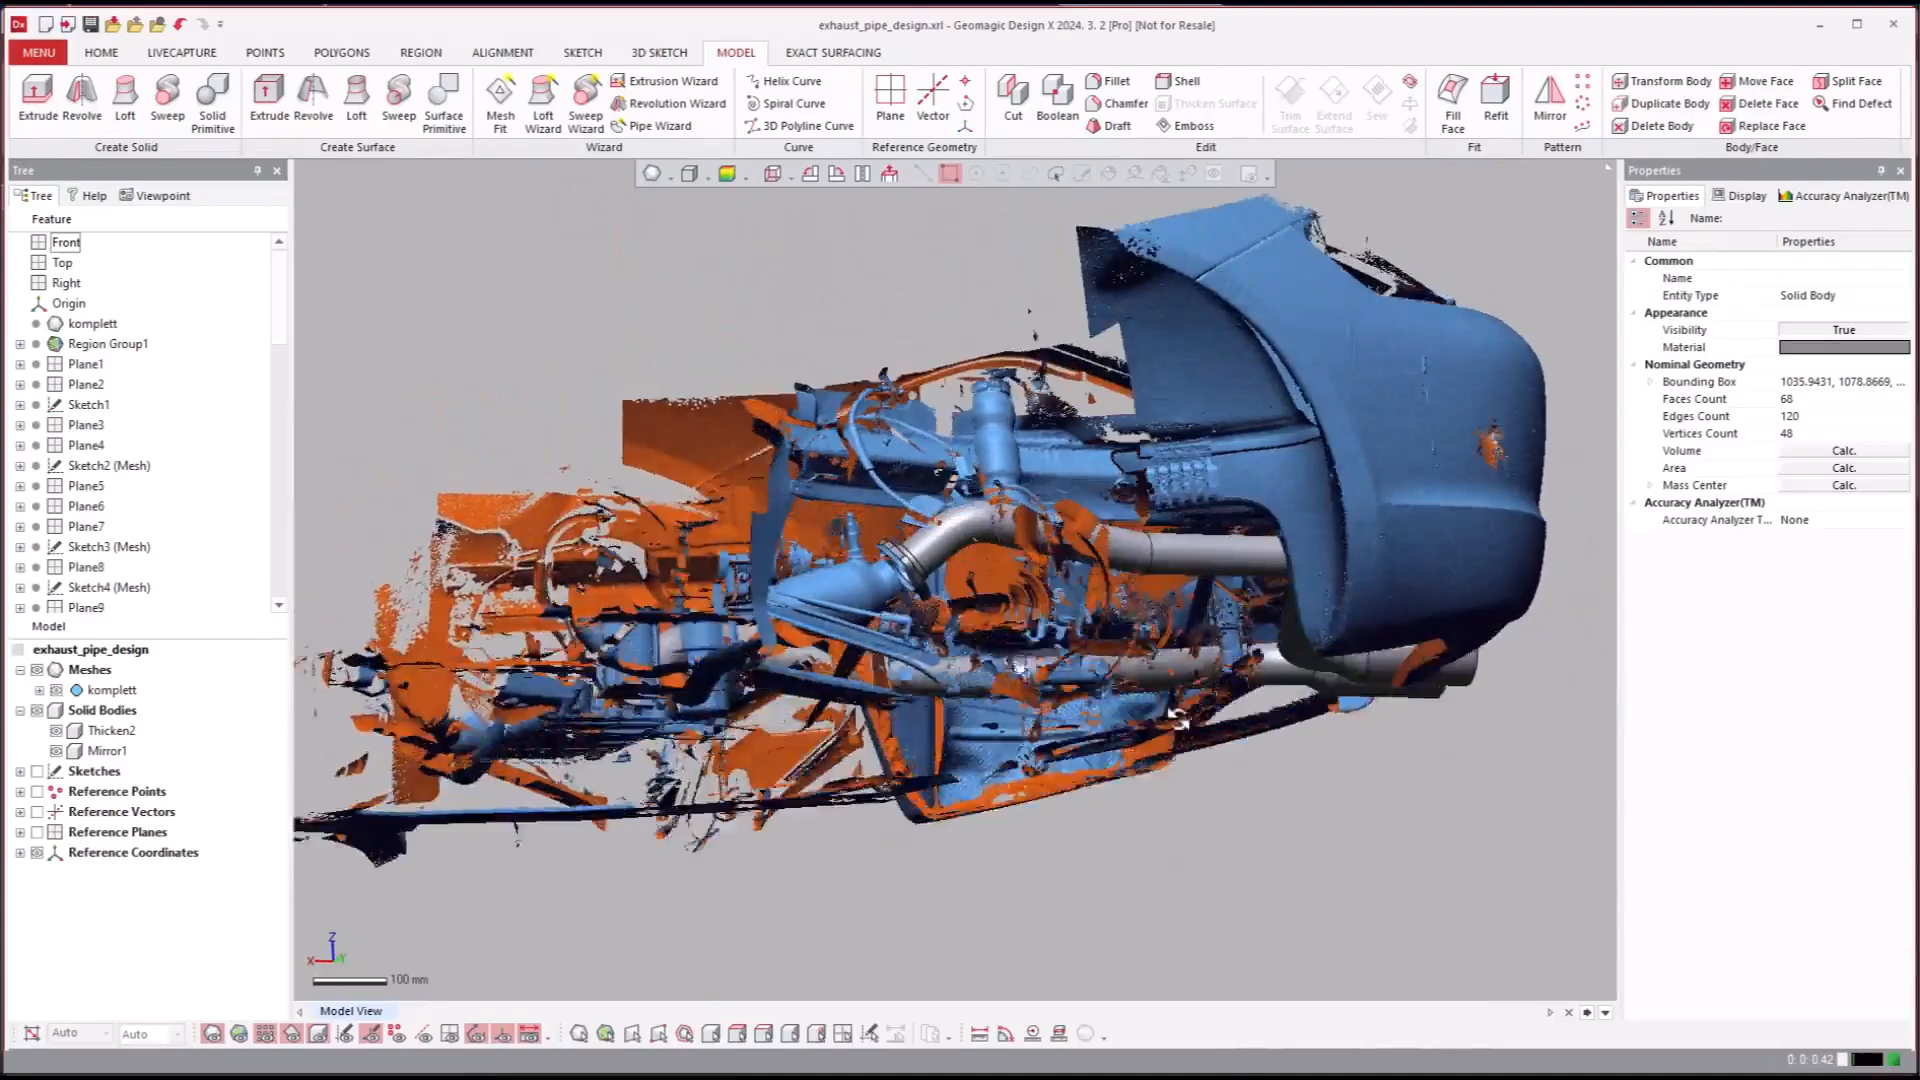 Dx
exhaust_pipe_design.xrl - Geomagic Design X 2024. 3. 2 [Pro] [Not for Resale]
MENU HOME LIVECAPTURE POINTS POLYGONS REGION ALIGNMENT SKETCH 3D SKETCH MODEL EXACT SURFACING
Extrude Revolve Loft Sweep Solid Primitive
Create Solid
Extrude Revolve Loft Sweep Surface Primitive
Create Surface
Mesh Fit Loft Wizard Sweep Wizard
Extrusion Wizard
Revolution Wizard
Pipe Wizard
Wizard
Helix Curve
Spiral Curve
3D Polyline Curve
Curve
Plane Vector
Reference Geometry
Cut Boolean
Fillet
Chamfer
Draft
Shell
Thicken Surface
Emboss
Trim Surface Extend Surface Sew
Edit
Fill Face Refit
Fit
Mirror
Pattern
Transform Body Move Face Split Face
Duplicate Body Delete Face Find Defect
Delete Body Replace Face
Body/Face
Tree
Tree Help Viewpoint
Feature
Front
Top
Right
Origin
komplett
Region Group1
Plane1
Plane2
Sketch1
Plane3
Plane4
Sketch2 (Mesh)
Plane5
Plane6
Plane7
Sketch3 (Mesh)
Plane8
Sketch4 (Mesh)
Plane9
Model
exhaust_pipe_design
Meshes
komplett
Solid Bodies
Thicken2
Mirror1
Sketches
Reference Points
Reference Vectors
Reference Planes
Reference Coordinates
Z
X Y
100 mm
Model View
Auto Auto
Properties
Properties Display Accuracy Analyzer(TM)
Name:
Name Properties
Common
Name
Entity Type Solid Body
Appearance
Visibility True
Material
Nominal Geometry
Bounding Box 1035.9431, 1078.8669, ...
Faces Count 68
Edges Count 120
Vertices Count 48
Volume Calc.
Area Calc.
Mass Center Calc.
Accuracy Analyzer(TM)
Accuracy Analyzer T... None
0: 0: 0.42